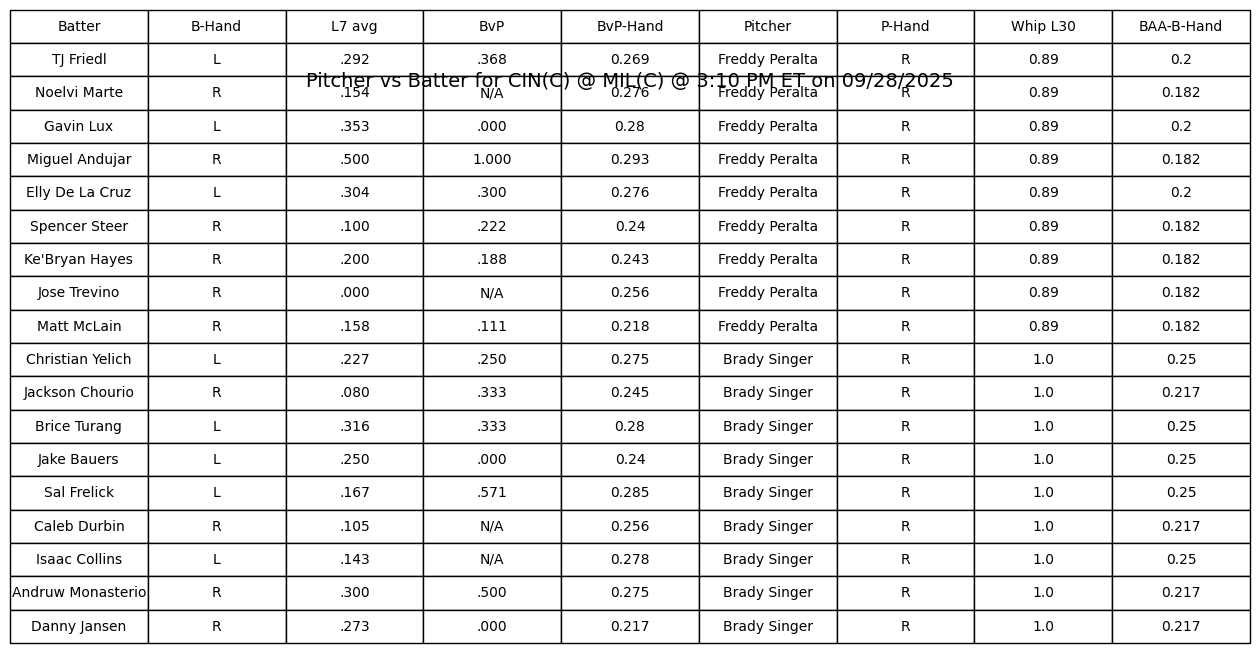 Batter B-Hand L7 avg BvP BvP-Hand Pitcher P-Hand Whip L30 BAA-B-Hand
TJ Friedl L .292 .368 0.269 Freddy Peralta R 0.89 0.2
Pitcher vs Batter for CIN(C) @ MIL(C) @ 3:10 PM ET on 09/28/2025
Noelvi Marte R .154 N/A 0.276 Freddy Peralta R 0.89 0.182
Gavin Lux L .353 .000 0.28 Freddy Peralta R 0.89 0.2
Miguel Andujar R .500 1.000 0.293 Freddy Peralta R 0.89 0.182
Elly De La Cruz L .304 .300 0.276 Freddy Peralta R 0.89 0.2
Spencer Steer R .100 .222 0.24 Freddy Peralta R 0.89 0.182
Ke'Bryan Hayes R .200 .188 0.243 Freddy Peralta R 0.89 0.182
Jose Trevino R .000 N/A 0.256 Freddy Peralta R 0.89 0.182
Matt McLain R .158 .111 0.218 Freddy Peralta R 0.89 0.182
Christian Yelich L .227 .250 0.275 Brady Singer R 1.0 0.25
Jackson Chourio R .080 .333 0.245 Brady Singer R 1.0 0.217
Brice Turang L .316 .333 0.28 Brady Singer R 1.0 0.25
Jake Bauers L .250 .000 0.24 Brady Singer R 1.0 0.25
Sal Frelick L .167 .571 0.285 Brady Singer R 1.0 0.25
Caleb Durbin R .105 N/A 0.256 Brady Singer R 1.0 0.217
Isaac Collins L .143 N/A 0.278 Brady Singer R 1.0 0.25
Andruw Monasterio R .300 .500 0.275 Brady Singer R 1.0 0.217
Danny Jansen R .273 .000 0.217 Brady Singer R 1.0 0.217